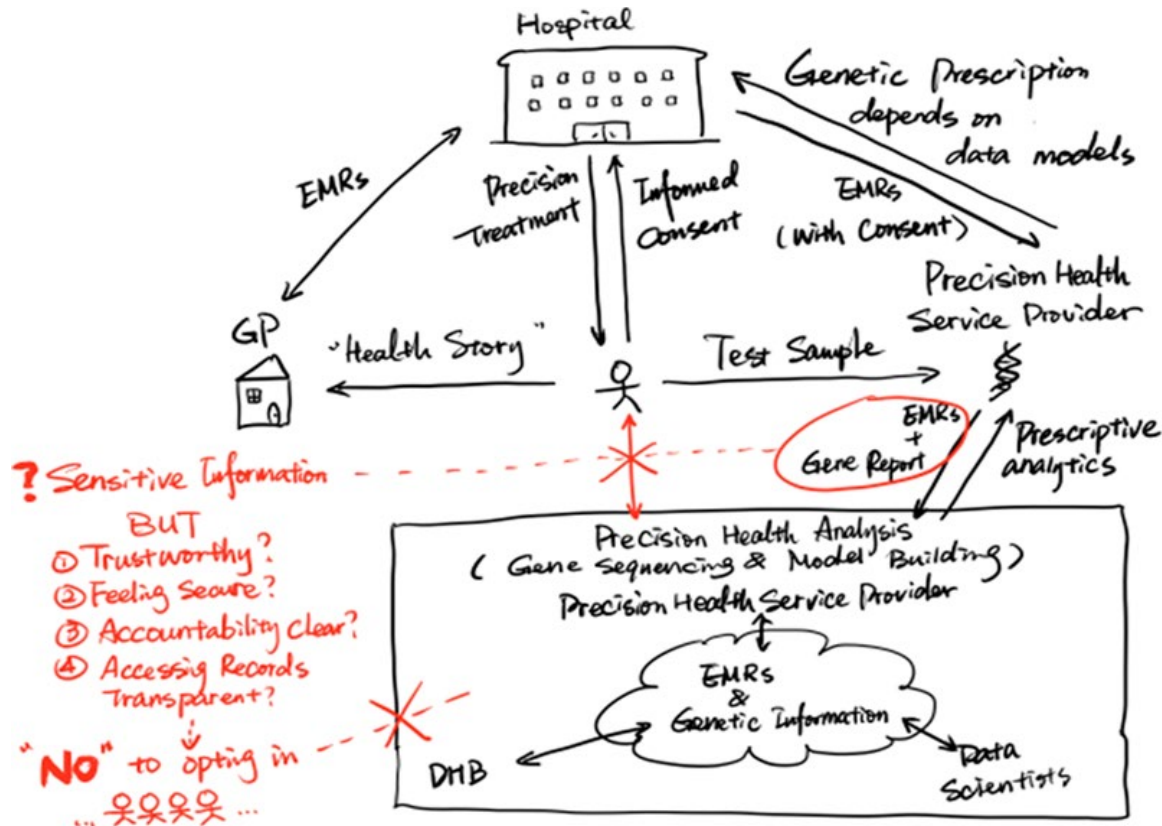 Hospital
Genetic Prescription
depends on
data models
EMRs
Precision
Treatment
Informed
Consent
EMRs
(With Consent)
Precision Health
Service Provider
GP
"Health Story"
Test Sample
EMRs
+
Gene Report
Prescriptive
analytics
? Sensitive Information
BUT
① Trustworthy?
② Feeling Secure?
③ Accountability Clear?
④ Accessing Records
Transparent?
"NO" to opting in
... ...
Precision Health Analysis
( Gene Sequencing & Model Building)
Precision Health Service Provider
EMRs
&
Genetic Information
DHB
Data
Scientists